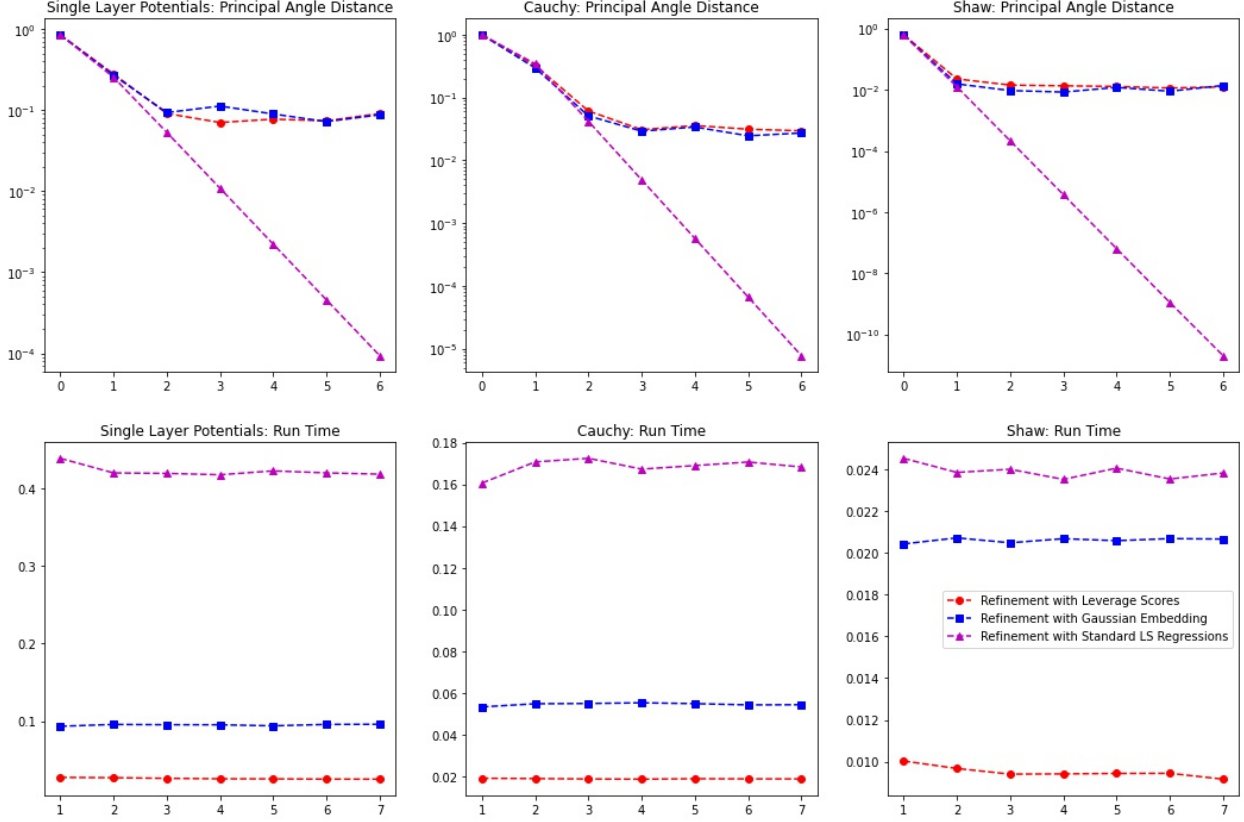 Single Layer Potentials: Principal Angle Distance
10⁰
10⁻¹
10⁻²
10⁻³
10⁻⁴
0 1 2 3 4 5 6
Cauchy: Principal Angle Distance
10⁰
10⁻¹
10⁻²
10⁻³
10⁻⁴
10⁻⁵
0 1 2 3 4 5 6
Shaw: Principal Angle Distance
10⁰
10⁻²
10⁻⁴
10⁻⁶
10⁻⁸
10⁻¹⁰
0 1 2 3 4 5 6
Single Layer Potentials: Run Time
0.4
0.3
0.2
0.1
1 2 3 4 5 6 7
Cauchy: Run Time
0.18
0.16
0.14
0.12
0.10
0.08
0.06
0.04
0.02
1 2 3 4 5 6 7
Shaw: Run Time
0.024
0.022
0.020
0.018
0.016
0.014
0.012
0.010
Refinement with Leverage Scores
Refinement with Gaussian Embedding
Refinement with Standard LS Regressions
1 2 3 4 5 6 7